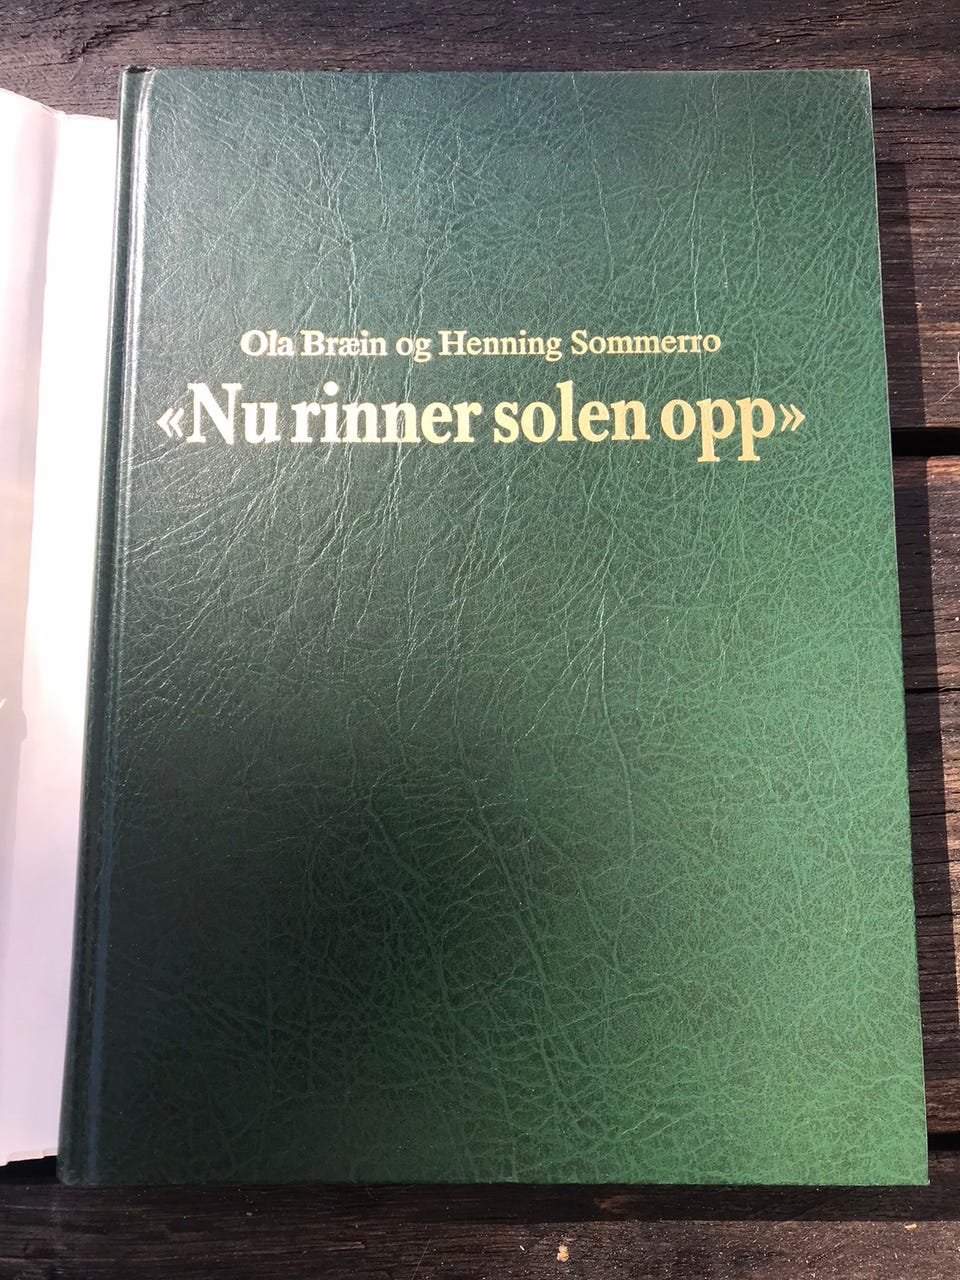 Ola Bræin og Henning Sommerro
«Nu rinner solen opp»